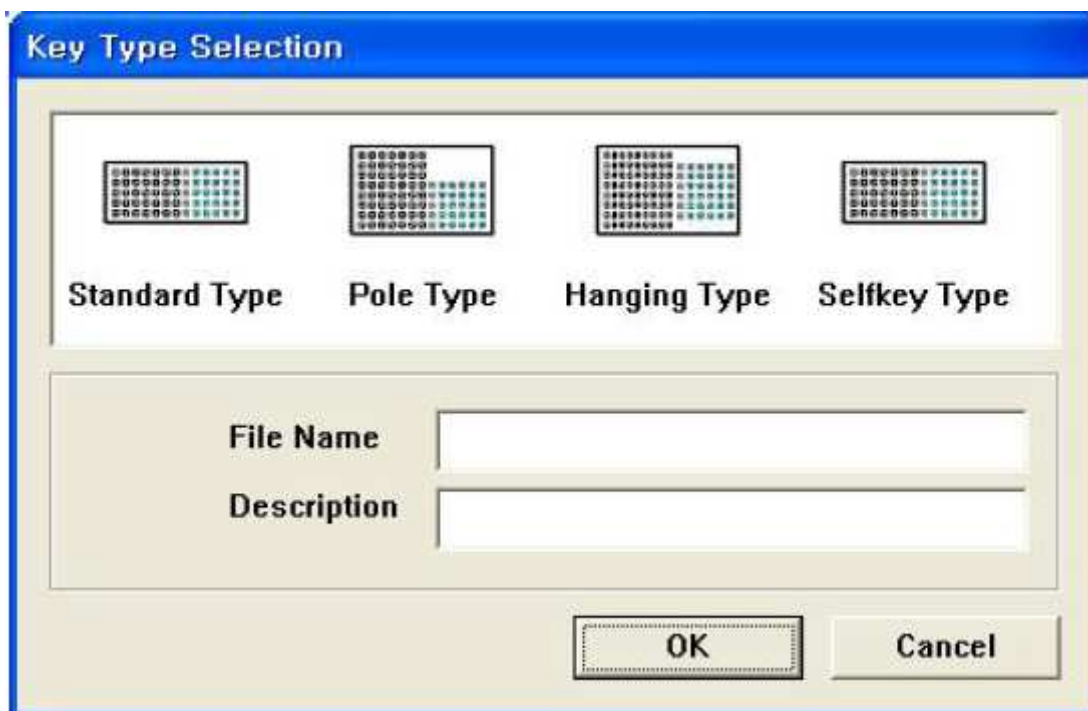 Key Type Selection
Standard Type Pole Type Hanging Type Selfkey Type
File Name
Description
OK Cancel